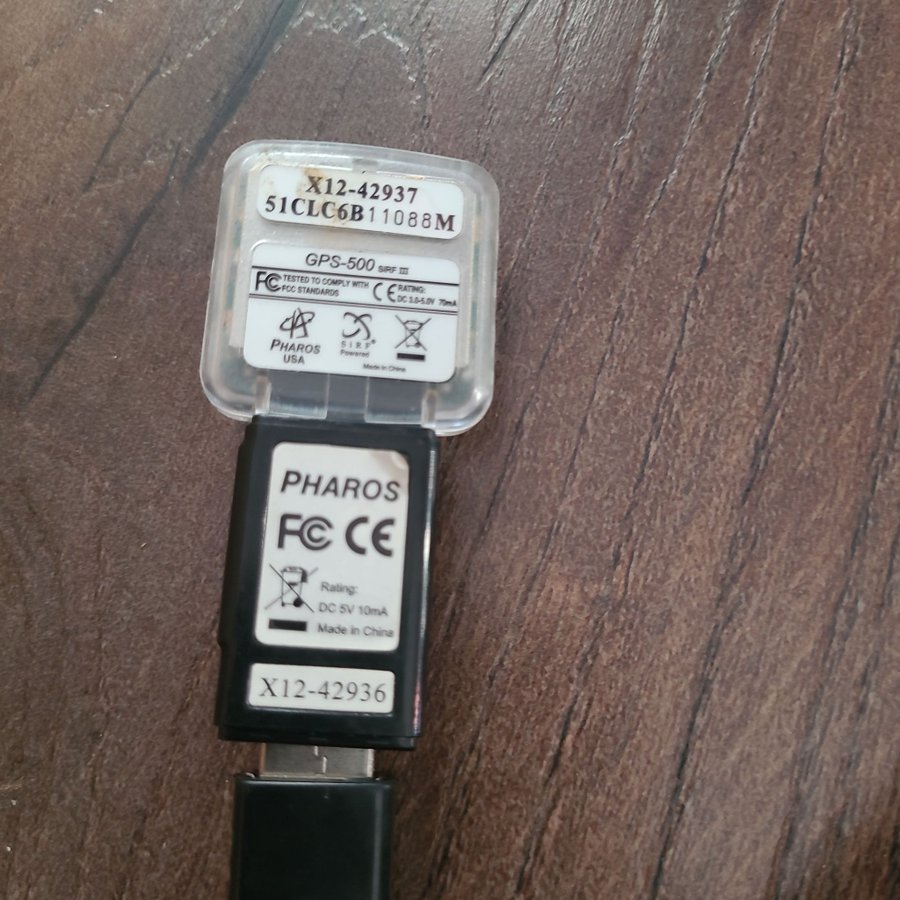 X12-42937
51CLC6B11088M
GPS-500 SiRF III
FC TESTED TO COMPLY WITH FCC STANDARDS
CE RATING: DC 3.0-5.0V 70mA
PHAROS
USA
SiRF®
Powered
Made in China
PHAROS
FC CE
Rating:
DC 5V 10mA
Made in China
X12-42936